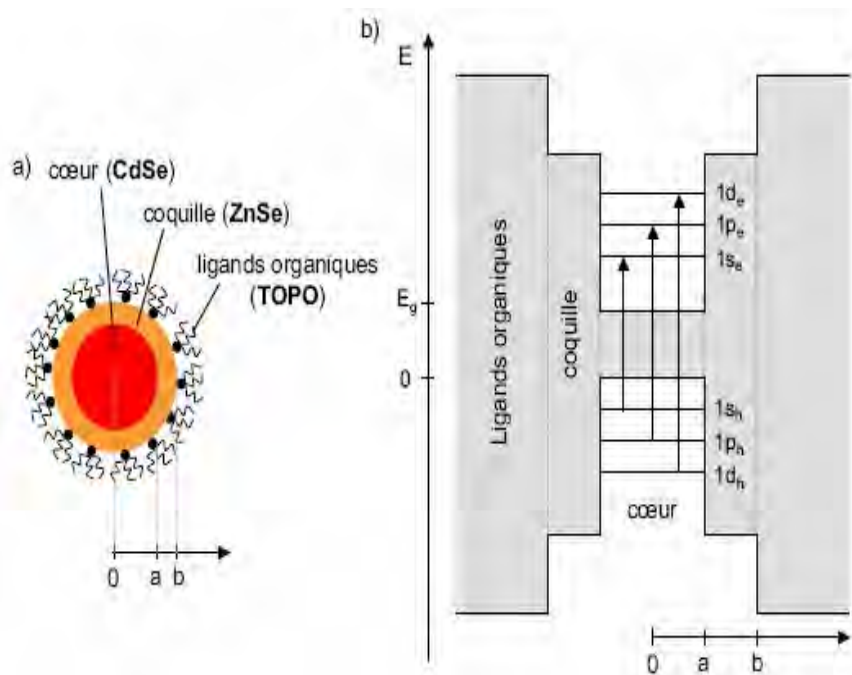 a)
cœur (CdSe)
coquille (ZnSe)
ligands organiques
(TOPO)
0 a b
b)
E
Eg
0
Ligands organiques
coquille
cœur
1de
1pe
1se
1sh
1ph
1dh
0 a b